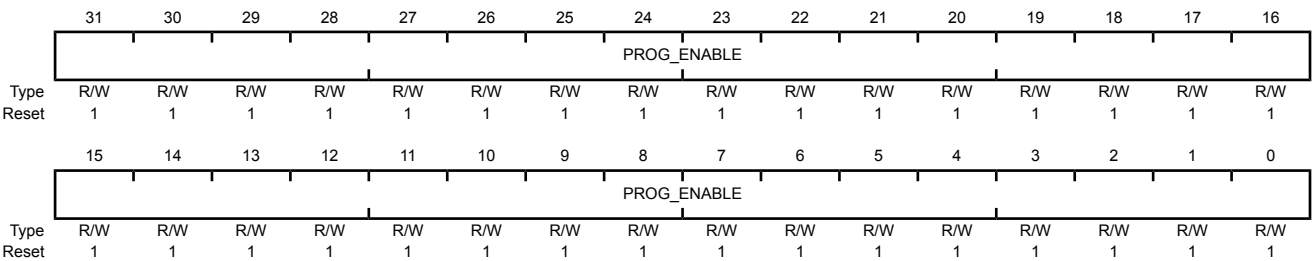 31 30 29 28 27 26 25 24 23 22 21 20 19 18 17 16
PROG_ENABLE
Type R/W R/W R/W R/W R/W R/W R/W R/W R/W R/W R/W R/W R/W R/W R/W R/W
Reset 1 1 1 1 1 1 1 1 1 1 1 1 1 1 1 1
15 14 13 12 11 10 9 8 7 6 5 4 3 2 1 0
PROG_ENABLE
Type R/W R/W R/W R/W R/W R/W R/W R/W R/W R/W R/W R/W R/W R/W R/W R/W
Reset 1 1 1 1 1 1 1 1 1 1 1 1 1 1 1 1